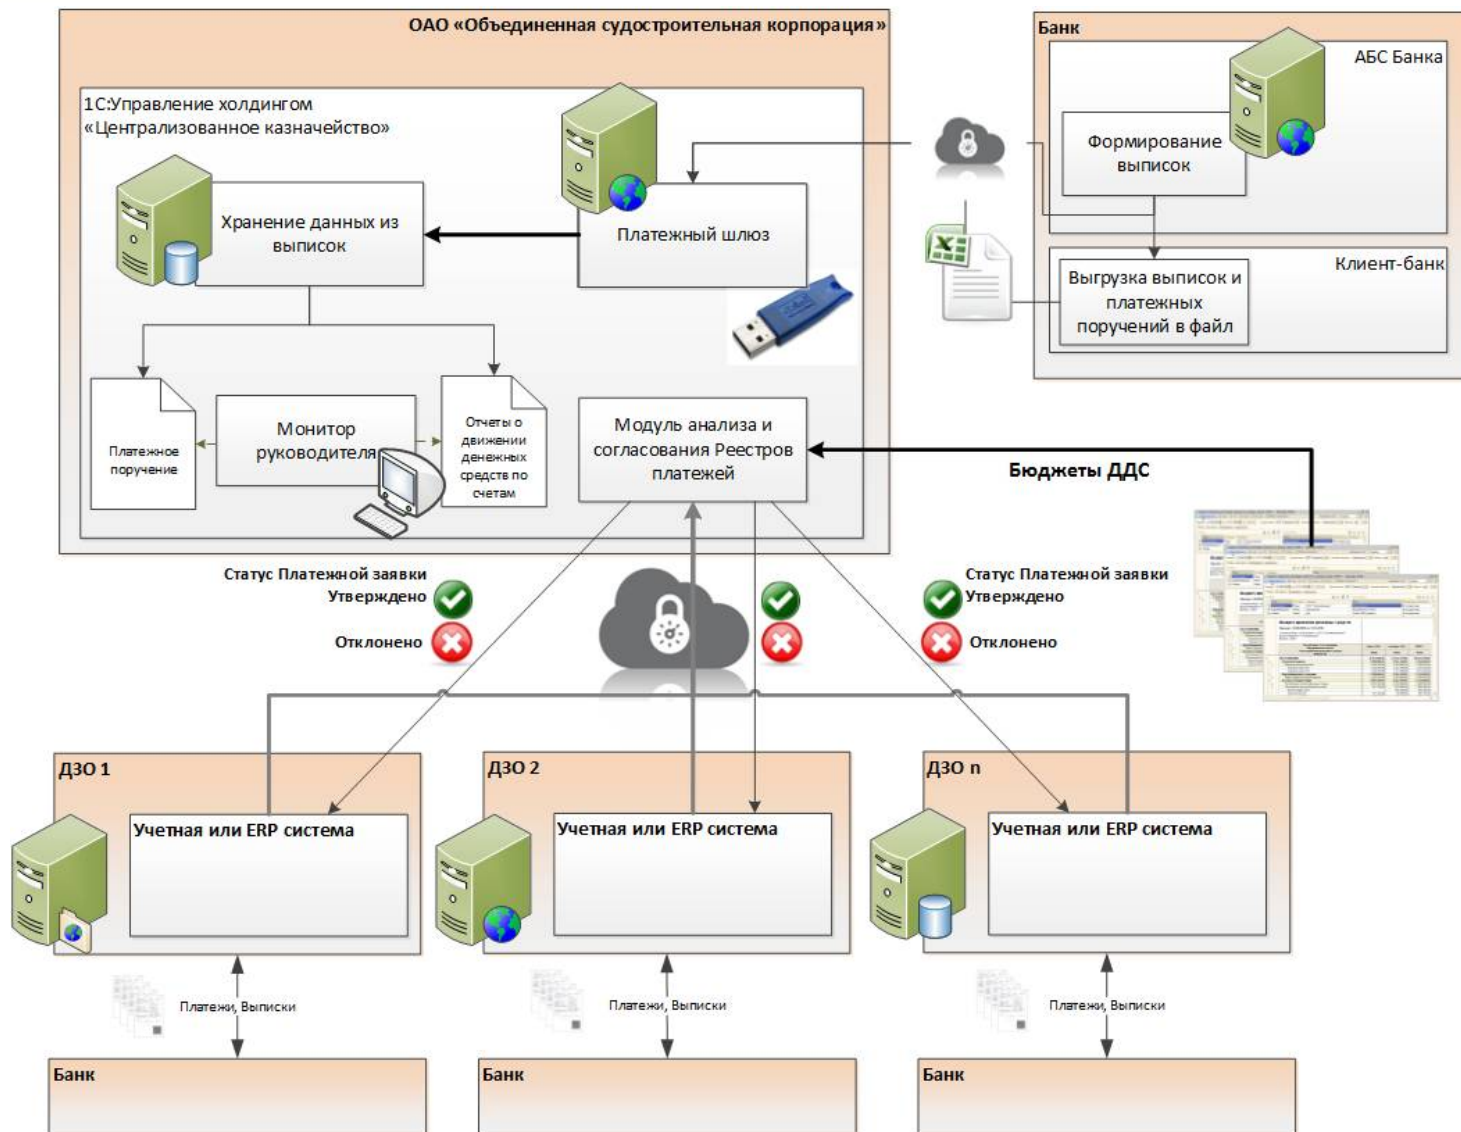 ОАО «Объединенная судостроительная корпорация»
1С:Управление холдингом
«Централизованное казначейство»
Хранение данных из
выписок
Платежный шлюз
Платежное
поручение
Монитор
руководителя
Отчеты о
движении
денежных
средств по
счетам
Модуль анализа и
согласования Реестров
платежей
Банк
АБС Банка
Формирование
выписок
Клиент-банк
Выгрузка выписок и
платежных
поручений в файл
Бюджеты ДДС
Статус Платежной заявки
Утверждено
Отклонено
Статус Платежной заявки
Утверждено
Отклонено
ДЗО 1
Учетная или ERP система
ДЗО 2
Учетная или ERP система
ДЗО n
Учетная или ERP система
Платежи, Выписки
Платежи, Выписки
Платежи, Выписки
Банк
Банк
Банк